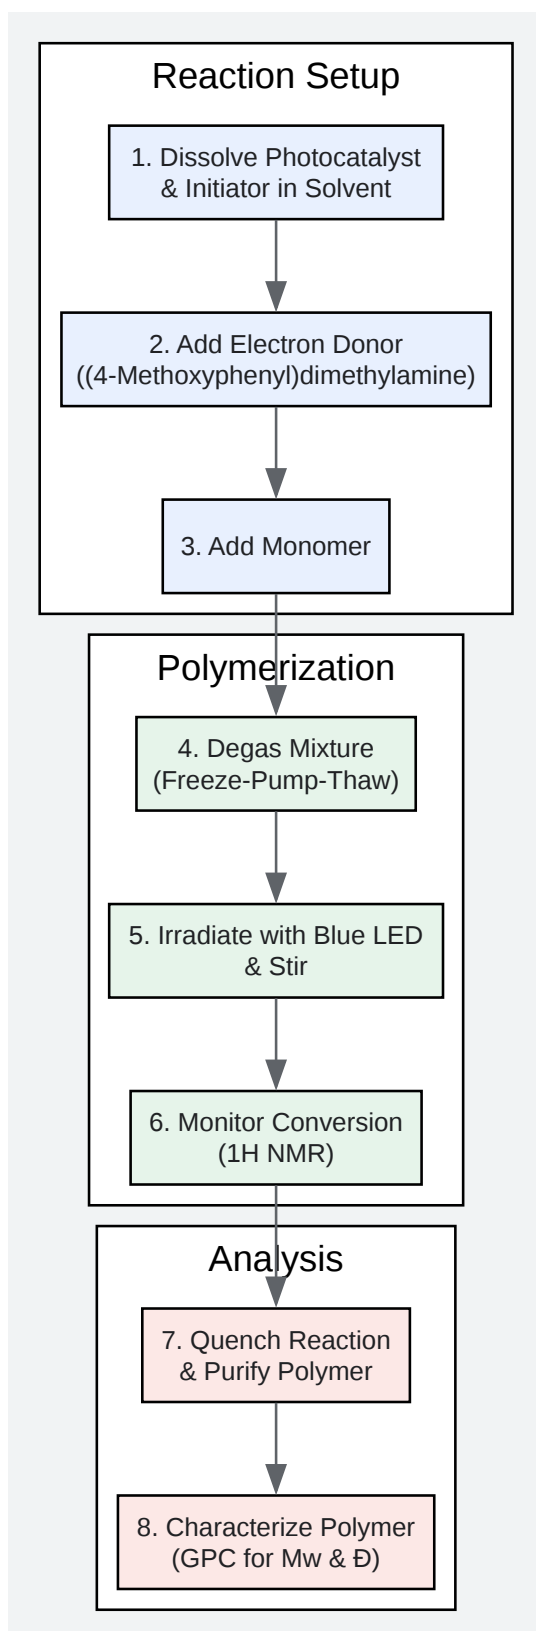 Reaction Setup
1. Dissolve Photocatalyst
& Initiator in Solvent
2. Add Electron Donor
((4-Methoxyphenyl)dimethylamine)
3. Add Monomer
Polymerization
4. Degas Mixture
(Freeze-Pump-Thaw)
5. Irradiate with Blue LED
& Stir
6. Monitor Conversion
(1H NMR)
Analysis
7. Quench Reaction
& Purify Polymer
8. Characterize Polymer
(GPC for Mw & Đ)